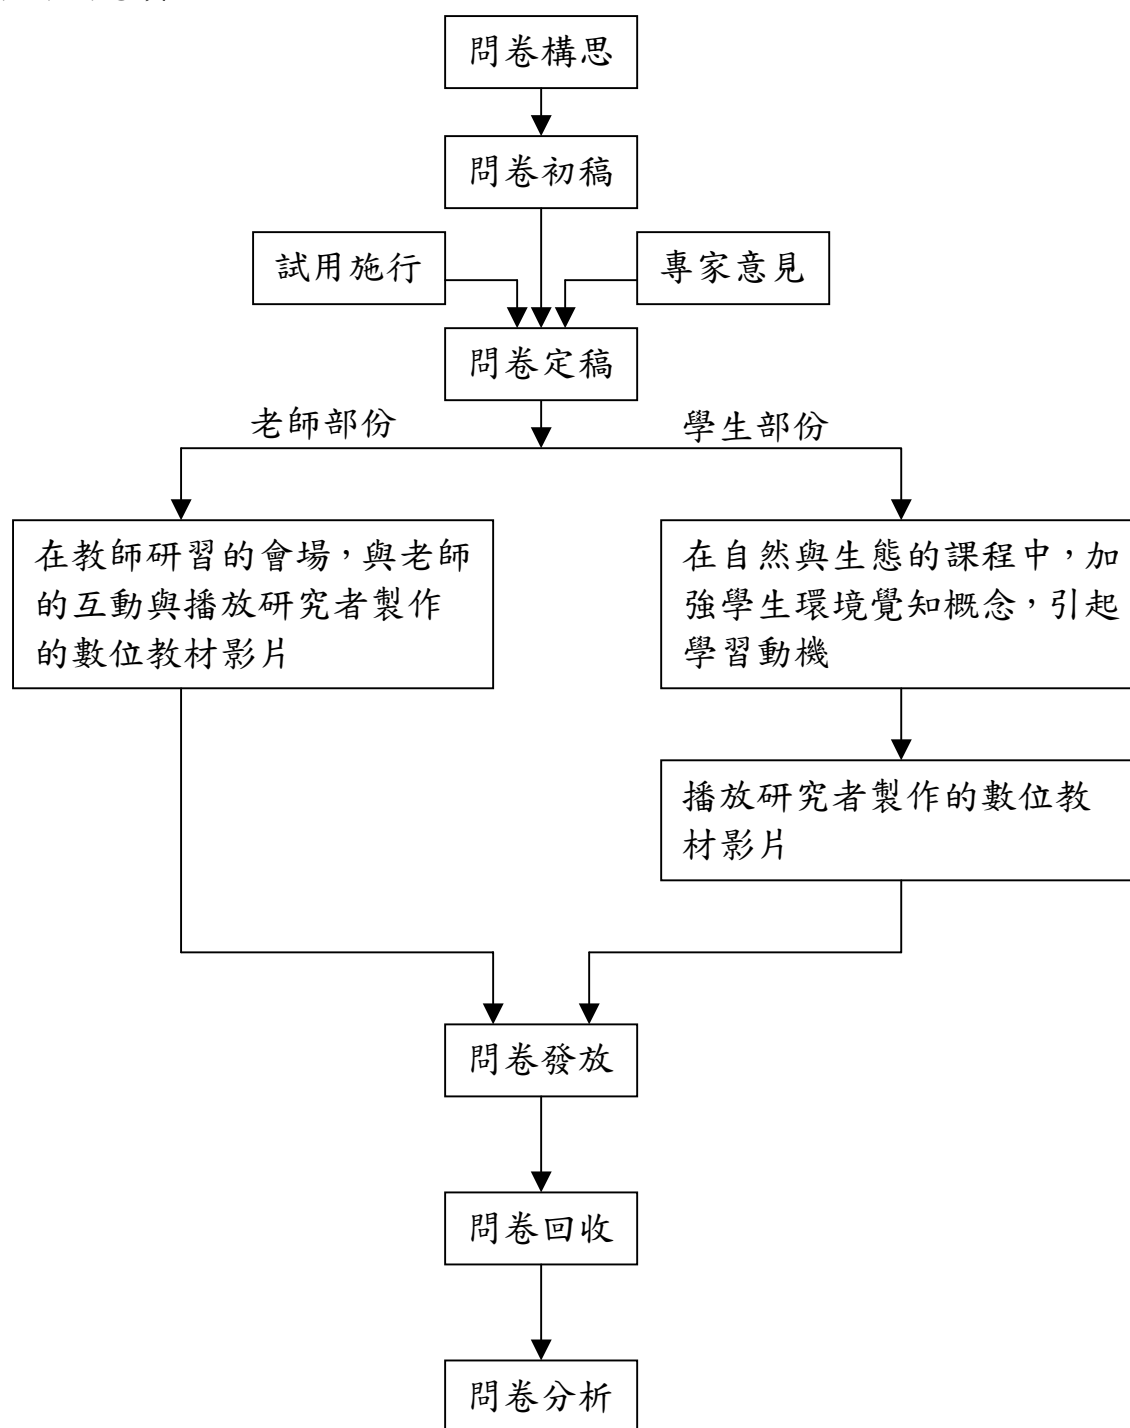 問卷構思
問卷初稿
試用施行
專家意見
問卷定稿
老師部份
學生部份
在教師研習的會場，與老師
的互動與播放研究者製作
的數位教材影片
在自然與生態的課程中，加
強學生環境覺知概念，引起
學習動機
播放研究者製作的數位教
材影片
問卷發放
問卷回收
問卷分析